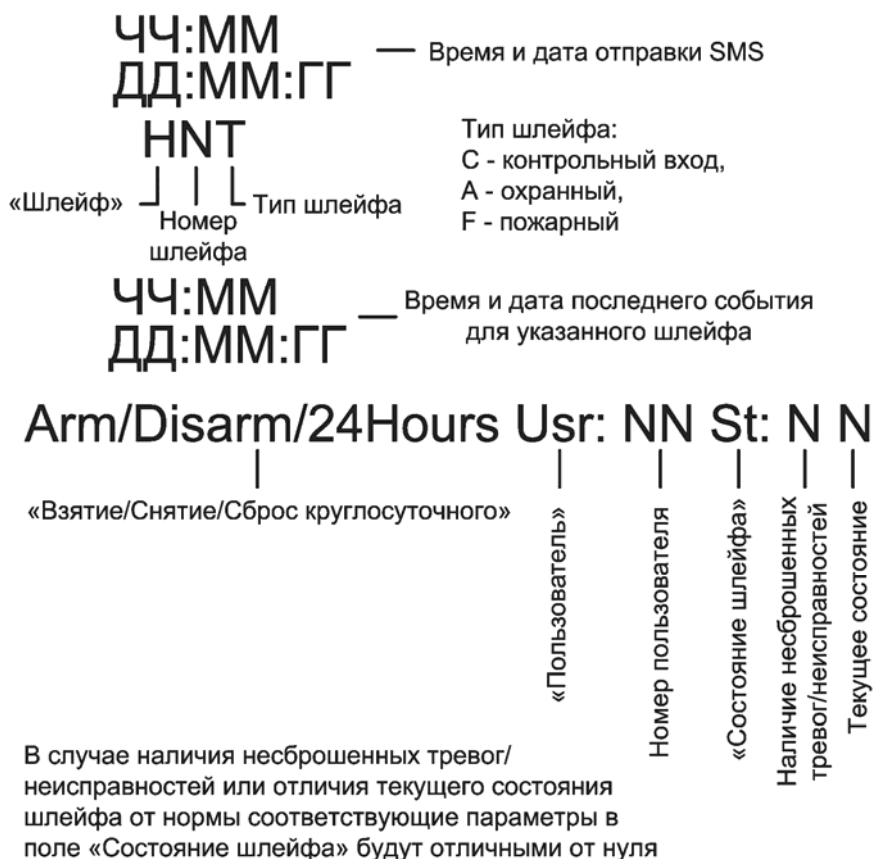 ЧЧ:ММ
ДД:ММ:ГГ
Время и дата отправки SMS
HNT
«Шлейф»
Номер
шлейфа
Тип шлейфа
Тип шлейфа:
С - контрольный вход,
А - охранный,
F - пожарный
ЧЧ:ММ
ДД:ММ:ГГ
Время и дата последнего события
для указанного шлейфа
Arm/Disarm/24Hours Usr: NN St: N N
«Взятие/Снятие/Сброс круглосуточного»
«Пользователь»
Номер пользователя
«Состояние шлейфа»
Наличие несброшенных
тревог/неисправностей
Текущее состояние
В случае наличия несброшенных тревог/
неисправностей или отличия текущего состояния
шлейфа от нормы соответствующие параметры в
поле «Состояние шлейфа» будут отличными от нуля